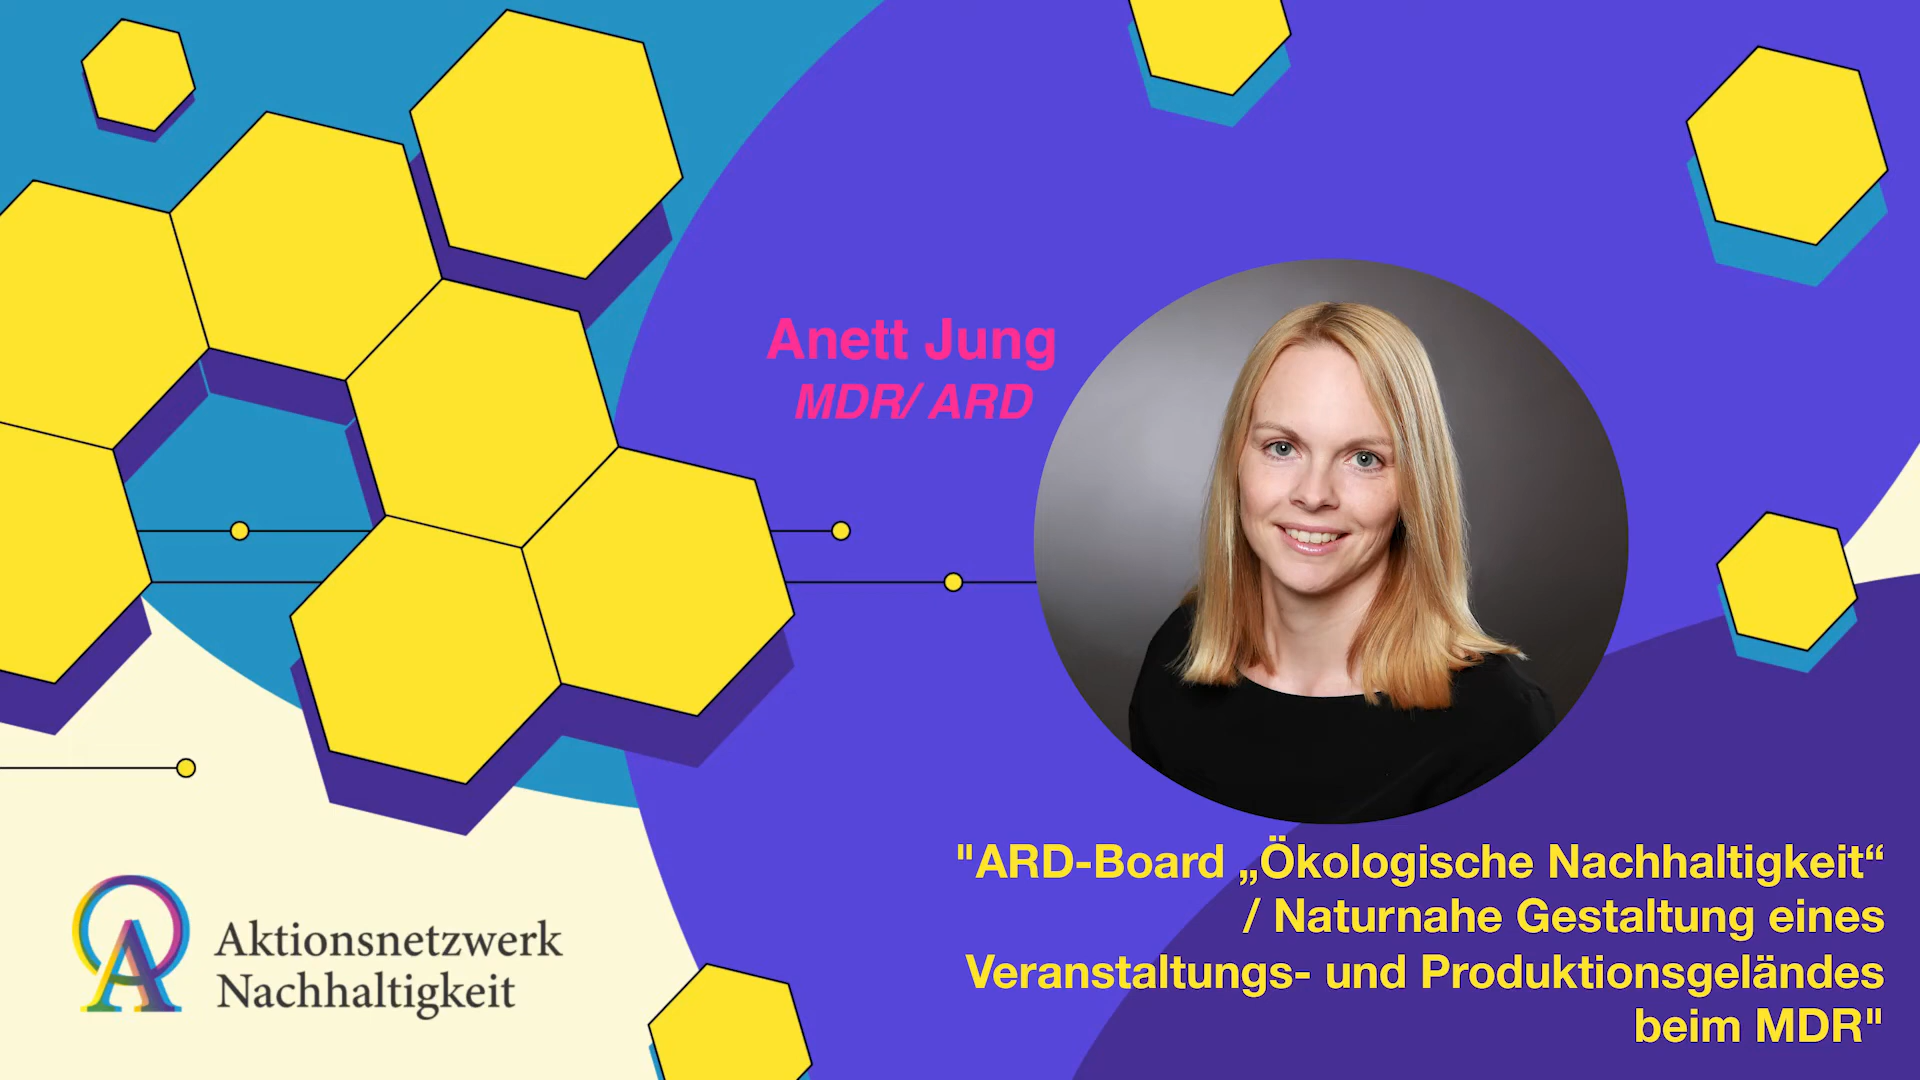 Anett Jung
MDR/ ARD
"ARD-Board „Ökologische Nachhaltigkeit“
/ Naturnahe Gestaltung eines
Veranstaltungs- und Produktionsgeländes
beim MDR"
Aktionsnetzwerk
Nachhaltigkeit